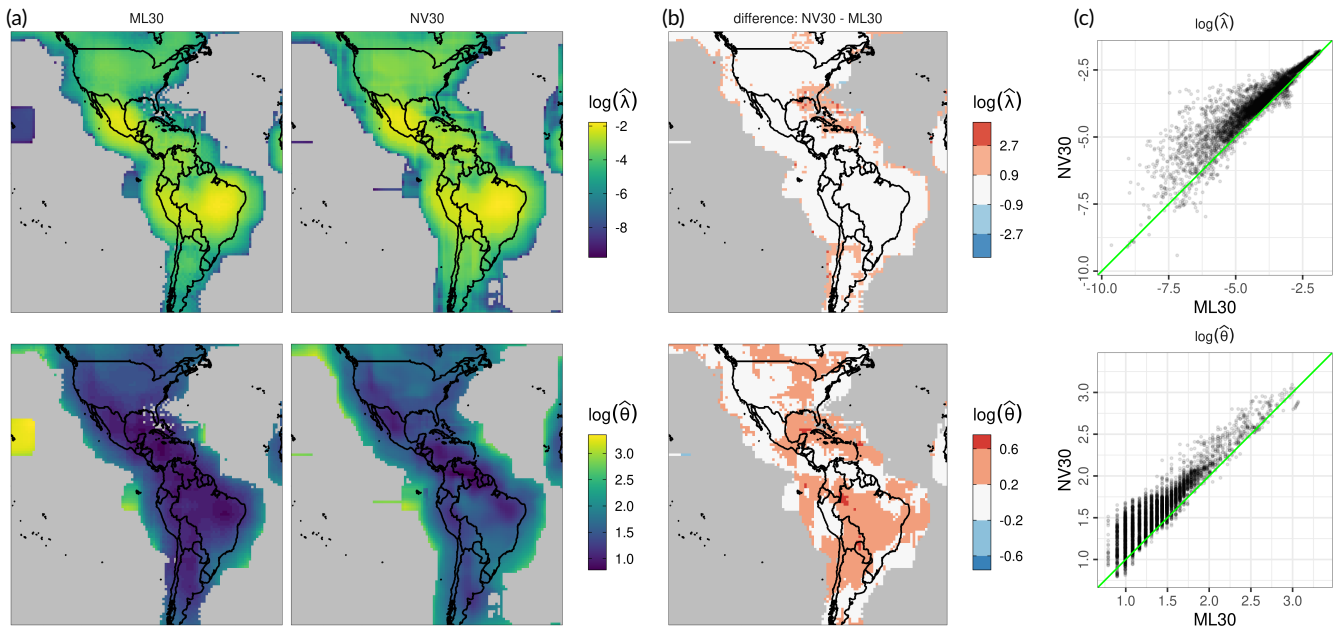 (a)
ML30
NV30
log(λ̂)
-2
-4
-6
-8
log(θ̂)
3.0
2.5
2.0
1.5
1.0
(b)
difference: NV30 - ML30
log(λ̂)
2.7
0.9
-0.9
-2.7
log(θ̂)
0.6
0.2
-0.2
-0.6
(c)
log(λ̂)
NV30
-2.5
-5.0
-7.5
-10.0
-10.0 -7.5 -5.0 -2.5
ML30
log(θ̂)
NV30
3.0
2.5
2.0
1.5
1.0
1.0 1.5 2.0 2.5 3.0
ML30